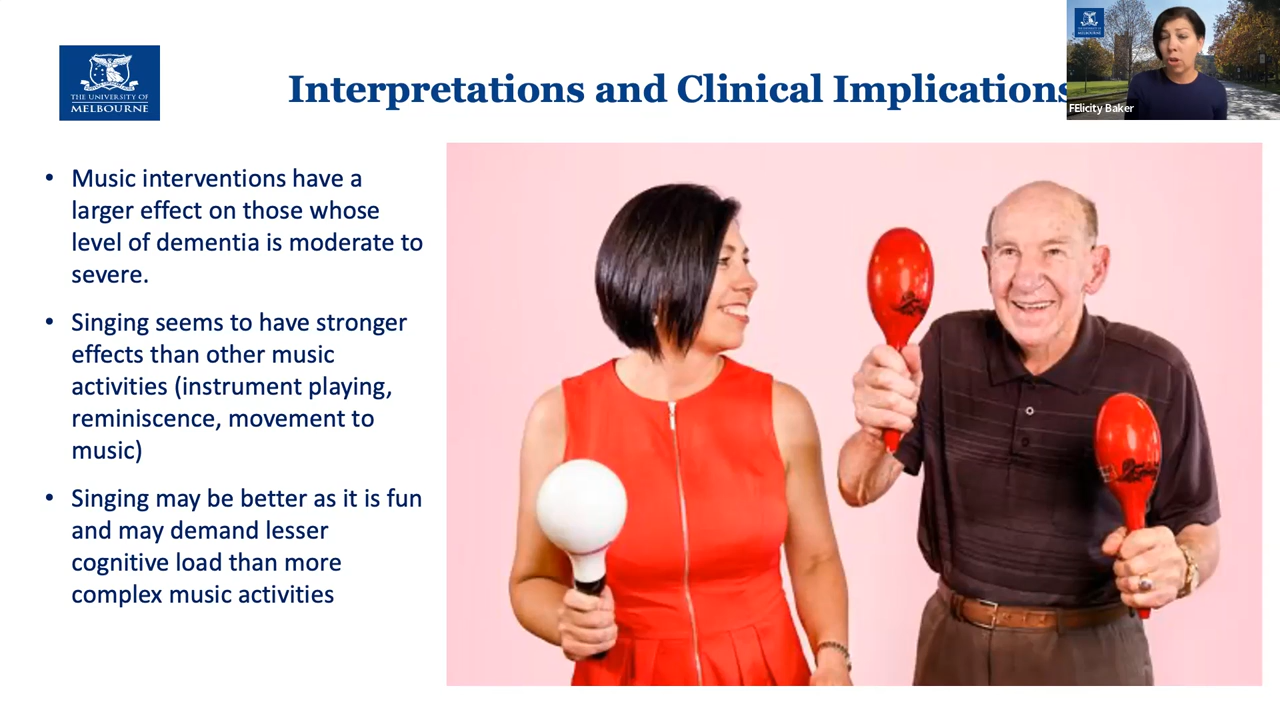 THE UNIVERSITY OF
MELBOURNE
Interpretations and Clinical Implications
FElicity Baker
• Music interventions have a
larger effect on those whose
level of dementia is moderate to
severe.
• Singing seems to have stronger
effects than other music
activities (instrument playing,
reminiscence, movement to
music)
• Singing may be better as it is fun
and may demand lesser
cognitive load than more
complex music activities